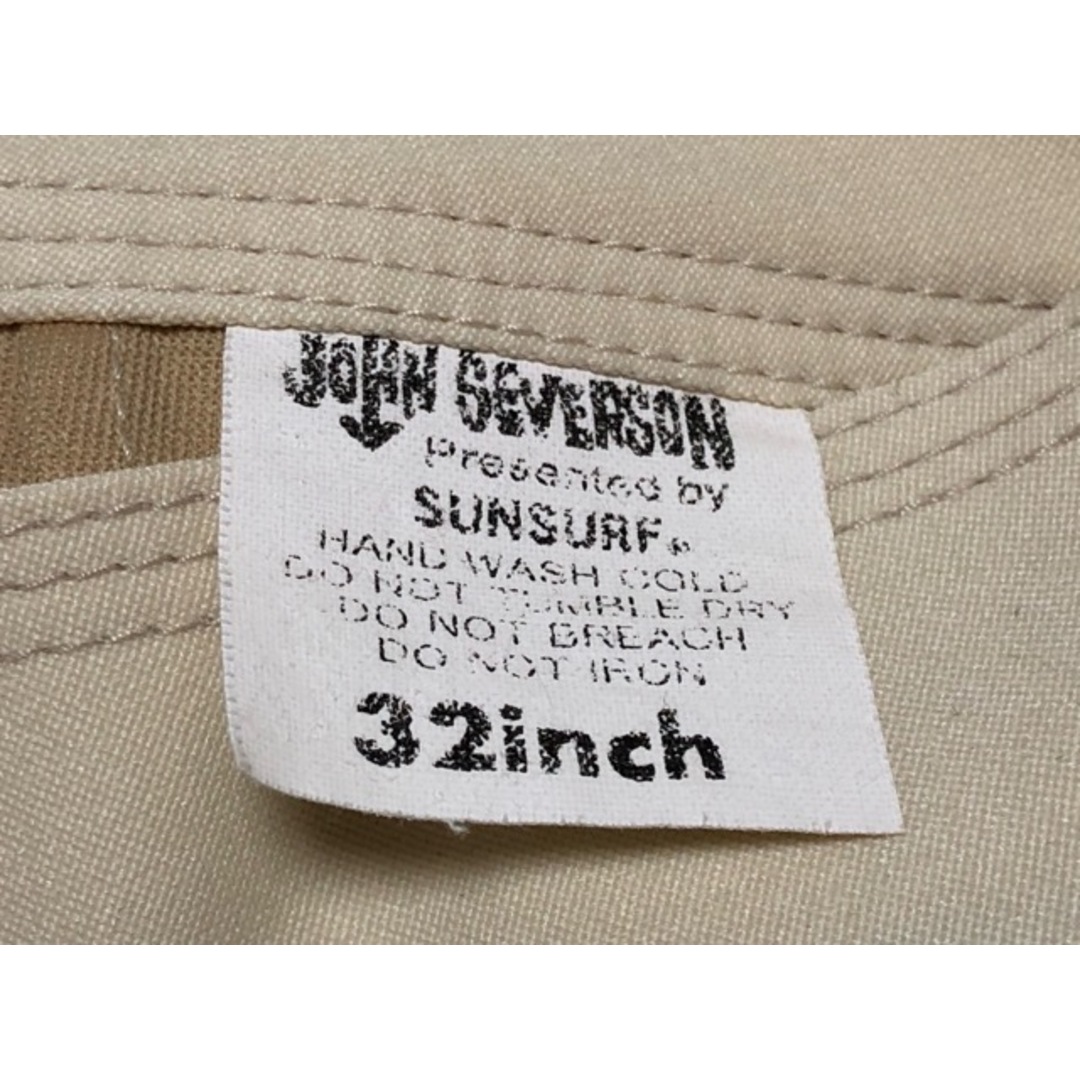 JOHN SEVERSON
Presented by
SUNSURF®
HAND WASH COLD
DO NOT TUMBLE DRY
DO NOT BREACH
DO NOT IRON
32inch